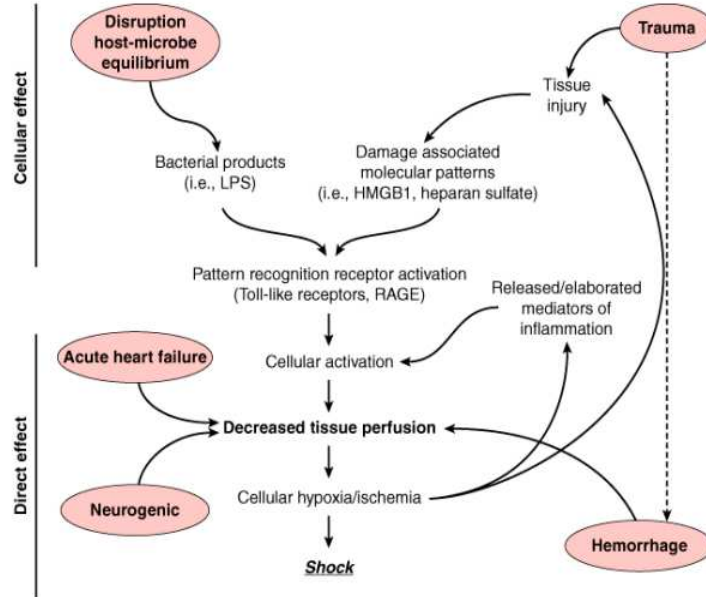 Disruption
host-microbe
equilibrium
Trauma
Cellular effect
Tissue
injury
Bacterial products
(i.e., LPS)
Damage associated
molecular patterns
(i.e., HMGB1, heparan sulfate)
Pattern recognition receptor activation
(Toll-like receptors, RAGE)
Released/elaborated
mediators of
inflammation
Acute heart failure
Cellular activation
Direct effect
Decreased tissue perfusion
Neurogenic
Cellular hypoxia/ischemia
Hemorrhage
Shock